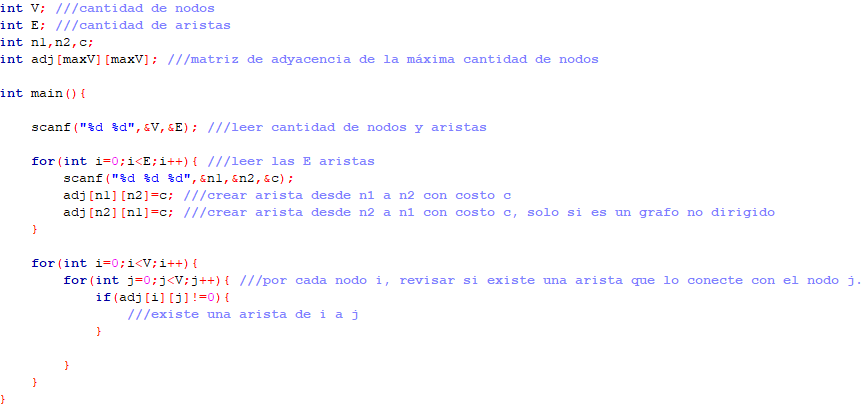 int V; ///cantidad de nodos
int E; ///cantidad de aristas
int n1,n2,c;
int adj[maxV][maxV]; ///matriz de adyacencia de la máxima cantidad de nodos
int main(){
scanf("%d %d",&V,&E); ///leer cantidad de nodos y aristas
for(int i=0;i<E;i++){ ///leer las E aristas
scanf("%d %d %d",&n1,&n2,&c);
adj[n1][n2]=c; ///crear arista desde n1 a n2 con costo c
adj[n2][n1]=c; ///crear arista desde n2 a n1 con costo c, solo si es un grafo no dirigido
}
for(int i=0;i<V;i++){
for(int j=0;j<V;j++){ ///por cada nodo i, revisar si existe una arista que lo conecte con el nodo j.
if(adj[i][j]!=0){
///existe una arista de i a j
}
}
}
}